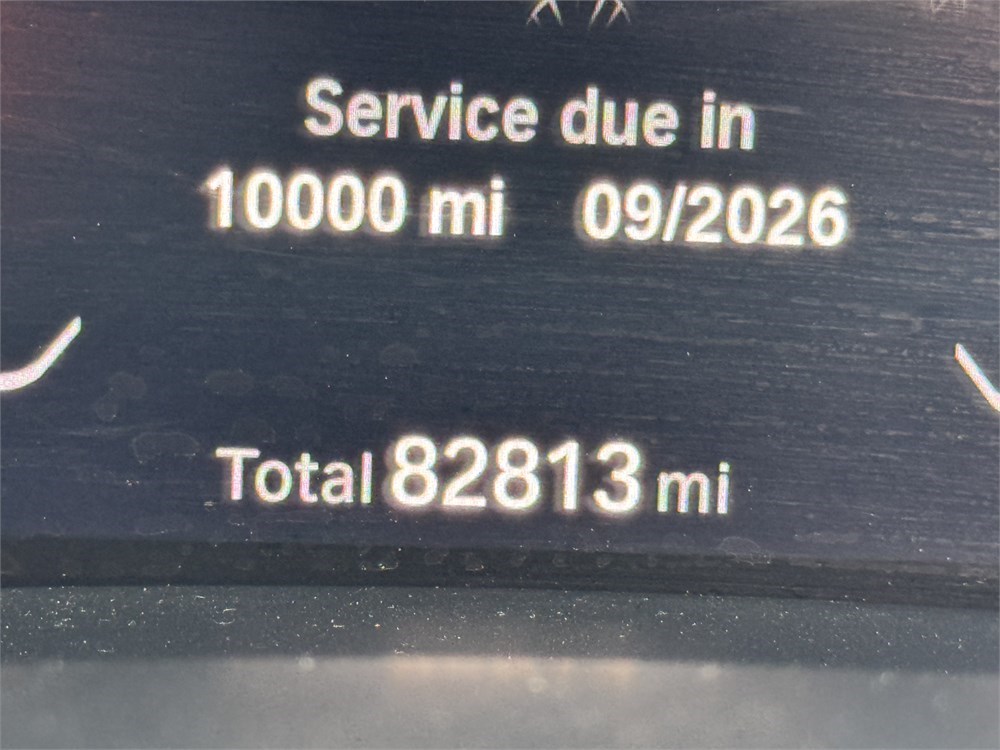 Service due in
10000 mi 09/2026
Total 82813 mi